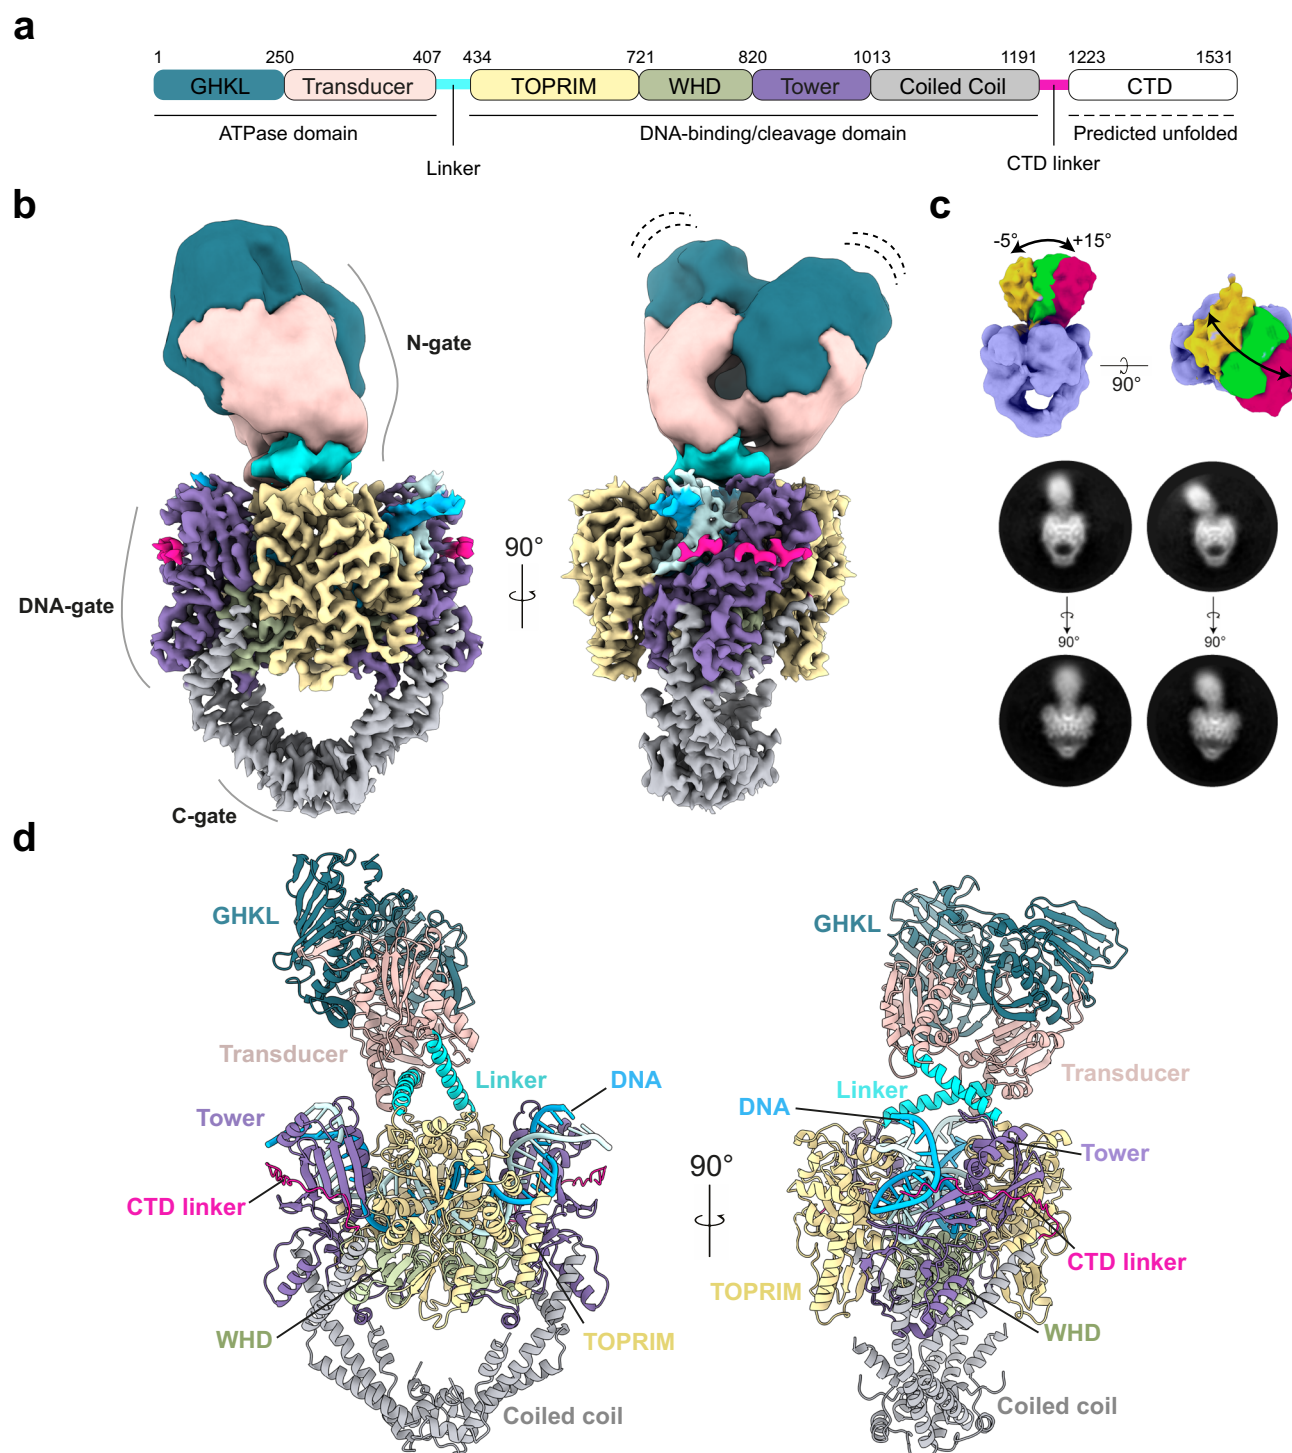 a
1 250 407 434 721 820 1013 1191 1223 1531
GHKL Transducer TOPRIM WHD Tower Coiled Coil CTD
ATPase domain DNA-binding/cleavage domain Predicted unfolded
Linker CTD linker
b
N-gate
DNA-gate
C-gate
90°
c
-5° +15°
90°
90° 90°
d
GHKL GHKL
Transducer Transducer
Linker DNA Linker DNA
Tower Tower
CTD linker 90°
CTD linker
TOPRIM
WHD TOPRIM WHD
Coiled coil Coiled coil